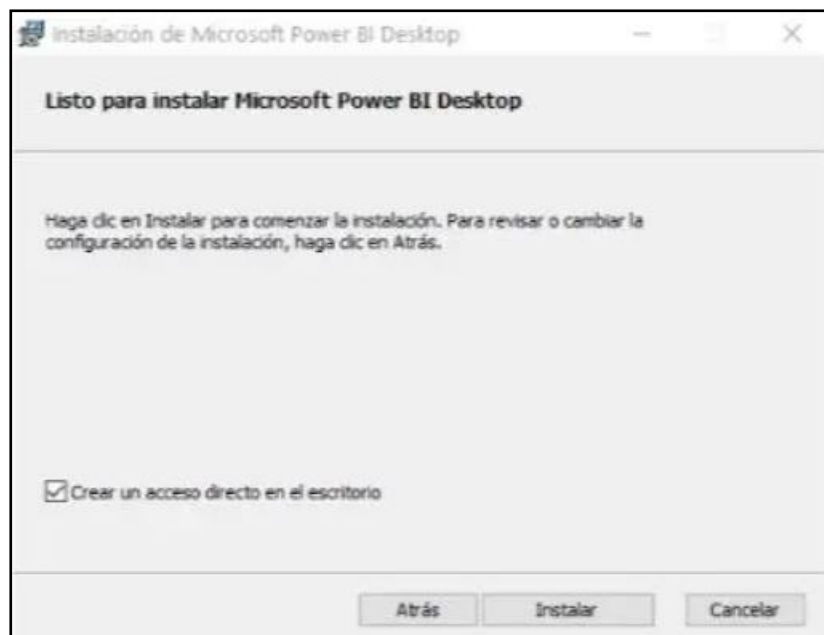 Instalación de Microsoft Power BI Desktop
Listo para instalar Microsoft Power BI Desktop
Haga clic en Instalar para comenzar la instalación. Para revisar o cambiar la
configuración de la instalación, haga clic en Atrás.
Crear un acceso directo en el escritorio
Atrás Instalar Cancelar